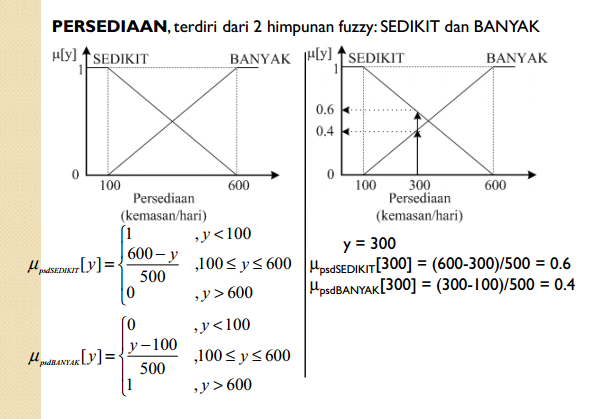 PERSEDIAAN, terdiri dari 2 himpunan fuzzy: SEDIKIT dan BANYAK
μ[y] SEDIKIT BANYAK
1
0
100 600
Persediaan
(kemasan/hari)
μ[y] SEDIKIT BANYAK
1
0.6
0.4
0
100 300 600
Persediaan
(kemasan/hari)
μpsdSEDIKIT[y] = { 1 , y < 100
600 − y / 500 , 100 ≤ y ≤ 600
0 , y > 600
μpsdBANYAK[y] = { 0 , y < 100
y − 100 / 500 , 100 ≤ y ≤ 600
1 , y > 600
y = 300
μpsdSEDIKIT[300] = (600-300)/500 = 0.6
μpsdBANYAK[300] = (300-100)/500 = 0.4